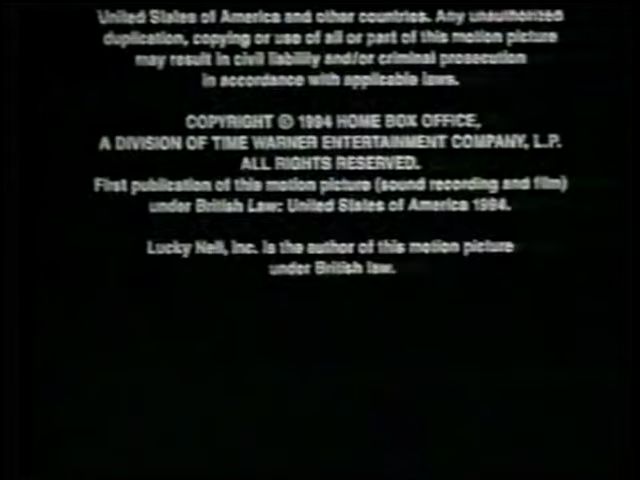 United States of America and other countries. Any unauthorized
duplication, copying or use of all or part of this motion picture
may result in civil liability and/or criminal prosecution
in accordance with applicable laws.
COPYRIGHT © 1994 HOME BOX OFFICE,
A DIVISION OF TIME WARNER ENTERTAINMENT COMPANY, L.P.
ALL RIGHTS RESERVED.
First publication of this motion picture (sound recording and film)
under British Law: United States of America 1994.
Lucky Nell, Inc. is the author of this motion picture
under British law.